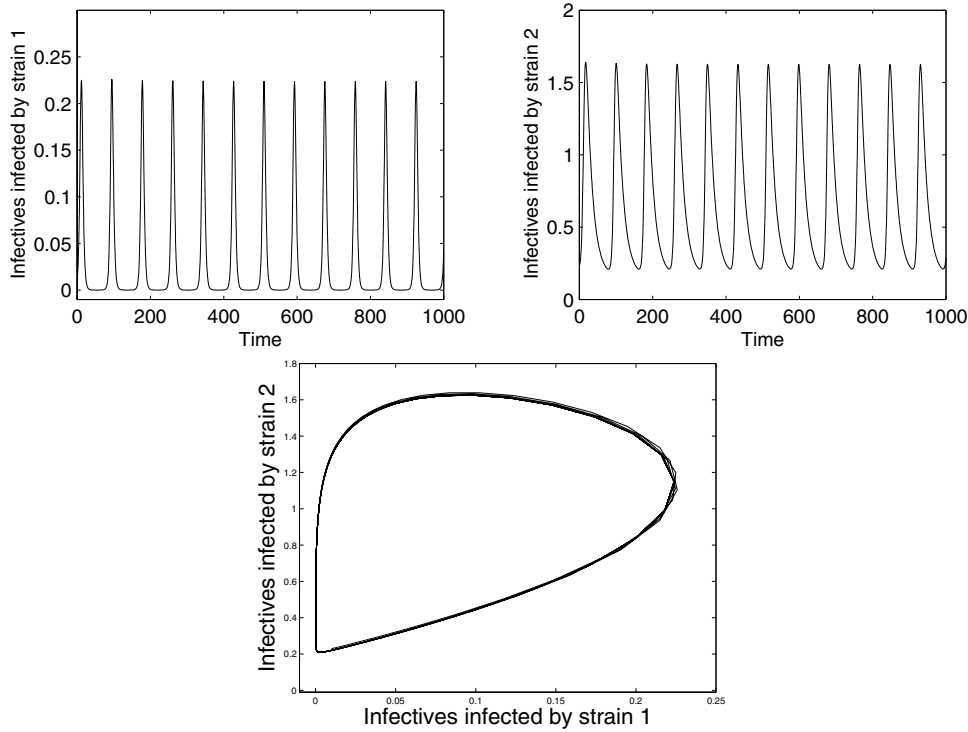 0.25
0.2
0.15
0.1
0.05
0
Infectives infected by strain 1
0 200 400 600 800 1000
Time
2
1.5
1
0.5
0
Infectives infected by strain 2
0 200 400 600 800 1000
Time
1.8
1.6
1.4
1.2
1.0
0.8
0.6
0.4
0.2
0
Infectives infected by strain 2
0 0.05 0.1 0.15 0.2 0.25
Infectives infected by strain 1